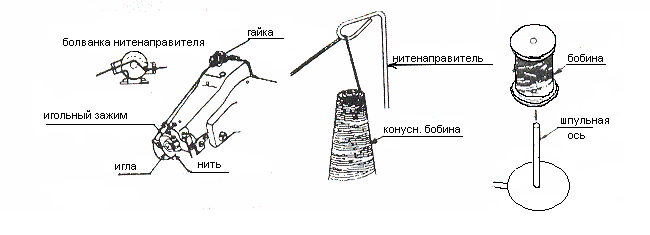 болванка нитенаправителя
гайка
игольный зажим
игла
нить
нитенаправитель
конусн. бобина
бобина
шпульная
ось